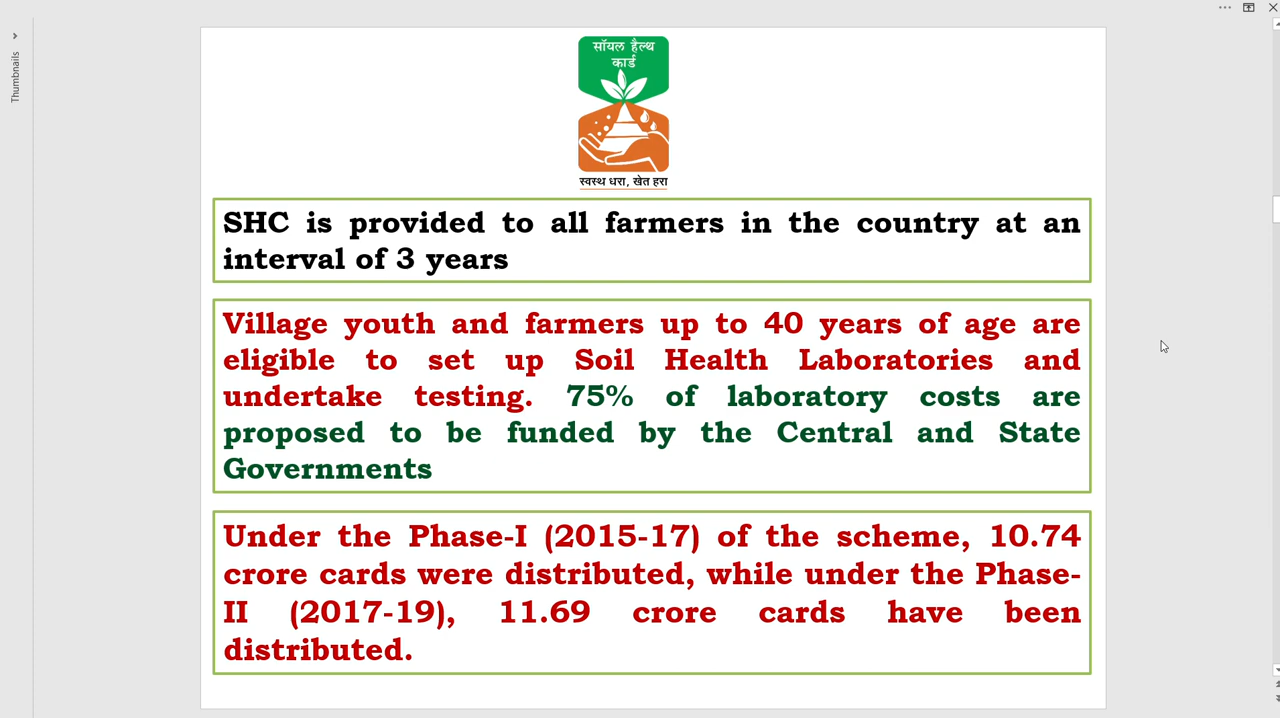 Thumbnails
सॉयल हैल्थ
कार्ड
स्वस्थ धरा, खेत हरा
SHC is provided to all farmers in the country at an
interval of 3 years
Village youth and farmers up to 40 years of age are
eligible to set up Soil Health Laboratories and
undertake testing. 75% of laboratory costs are
proposed to be funded by the Central and State
Governments
Under the Phase-I (2015-17) of the scheme, 10.74
crore cards were distributed, while under the Phase-
II (2017-19), 11.69 crore cards have been
distributed.